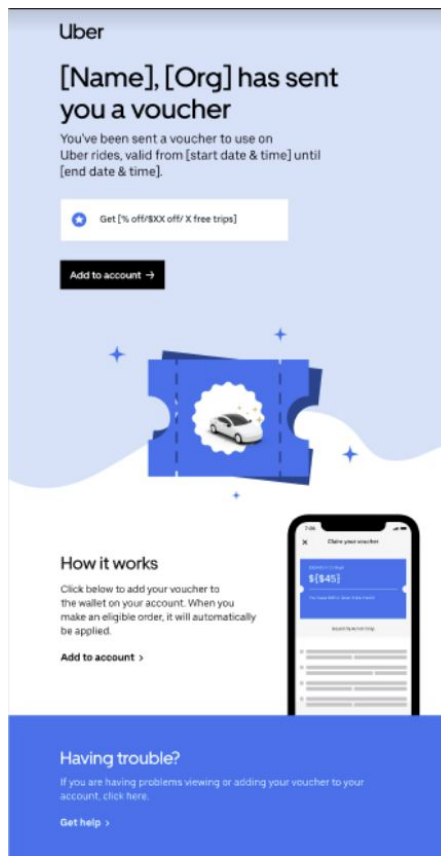 Uber
[Name], [Org] has sent
you a voucher
You've been sent a voucher to use on
Uber rides, valid from [start date & time] until
[end date & time].
Get [% off/$XX off/ X free trips]
Add to account →
How it works
Click below to add your voucher to
the wallet on your account. When you
make an eligible order, it will automatically
be applied.
Add to account >
7:06
Claim your voucher
${$45}
Having trouble?
If you are having problems viewing or adding your voucher to your
account, click here.
Get help >